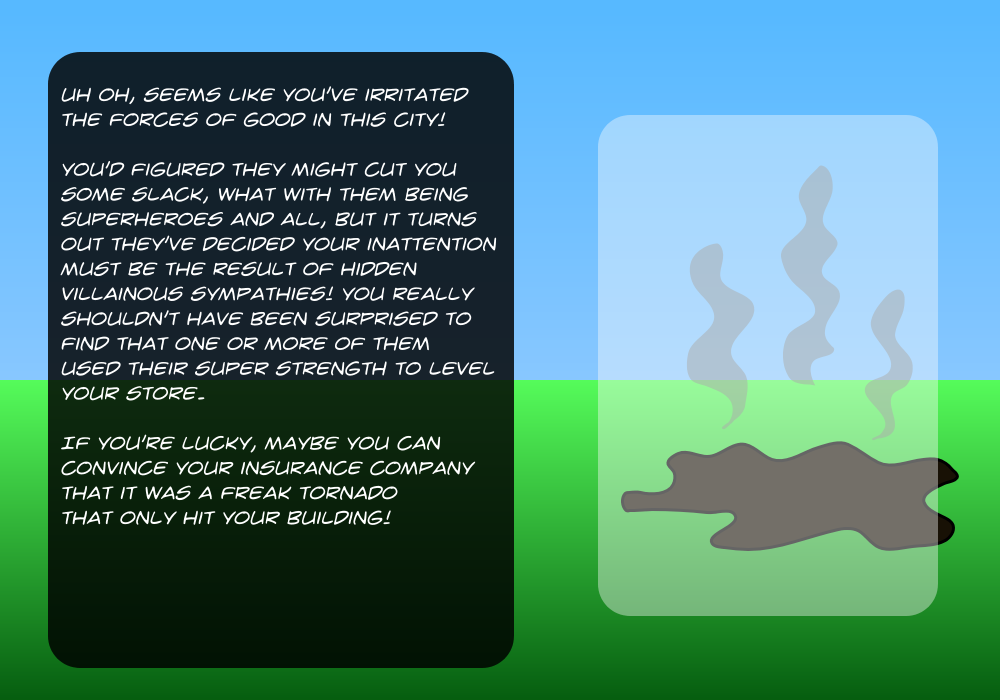 UH OH, SEEMS LIKE YOU'VE IRRITATED
THE FORCES OF GOOD IN THIS CITY!
YOU'D FIGURED THEY MIGHT CUT YOU
SOME SLACK, WHAT WITH THEM BEING
SUPERHEROES AND ALL, BUT IT TURNS
OUT THEY'VE DECIDED YOUR INATTENTION
MUST BE THE RESULT OF HIDDEN
VILLAINOUS SYMPATHIES! YOU REALLY
SHOULDN'T HAVE BEEN SURPRISED TO
FIND THAT ONE OR MORE OF THEM
USED THEIR SUPER STRENGTH TO LEVEL
YOUR STORE.
IF YOU'RE LUCKY, MAYBE YOU CAN
CONVINCE YOUR INSURANCE COMPANY
THAT IT WAS A FREAK TORNADO
THAT ONLY HIT YOUR BUILDING!